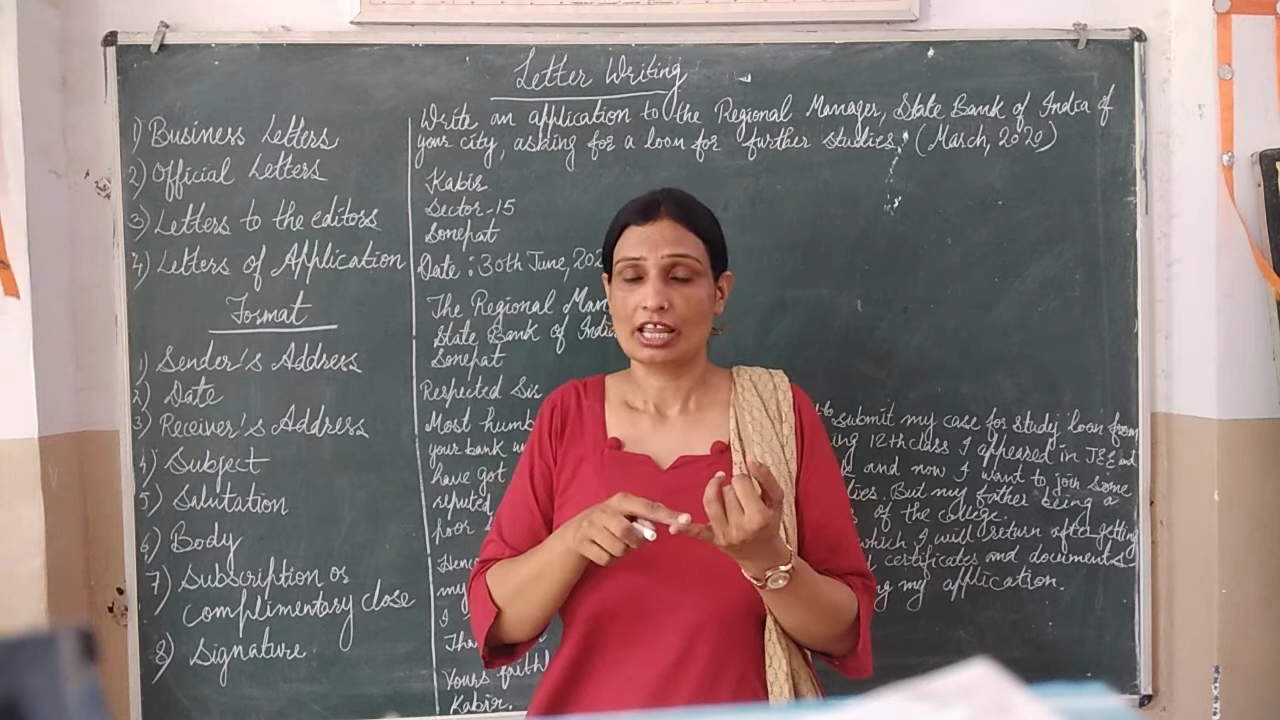 Letter Writing
1) Business Letters
2) Official Letters
3) Letters to the editors
4) Letters of Application
Format
1) Sender's Address
2) Date
3) Receiver's Address
4) Subject
5) Salutation
6) Body
7) Subscription or
complimentary close
8) Signature
Write an application to the Regional Manager, State Bank of India of
your city, asking for a loan for further studies. (March, 2020)
Kabir
Sector-15
Sonepat
Date : 30th June, 202
The Regional Man
State Bank of India
Sonepat
Respected Sir
Most humb submit my case for study loan from
your bank 12th class I appeared in JEE and
have got and now I want to join some
reputed But my father being a
poor of the college.
Henc which I will return after getting
my certificates and documents
I my application.
Tha
Yours faith
Kabir.